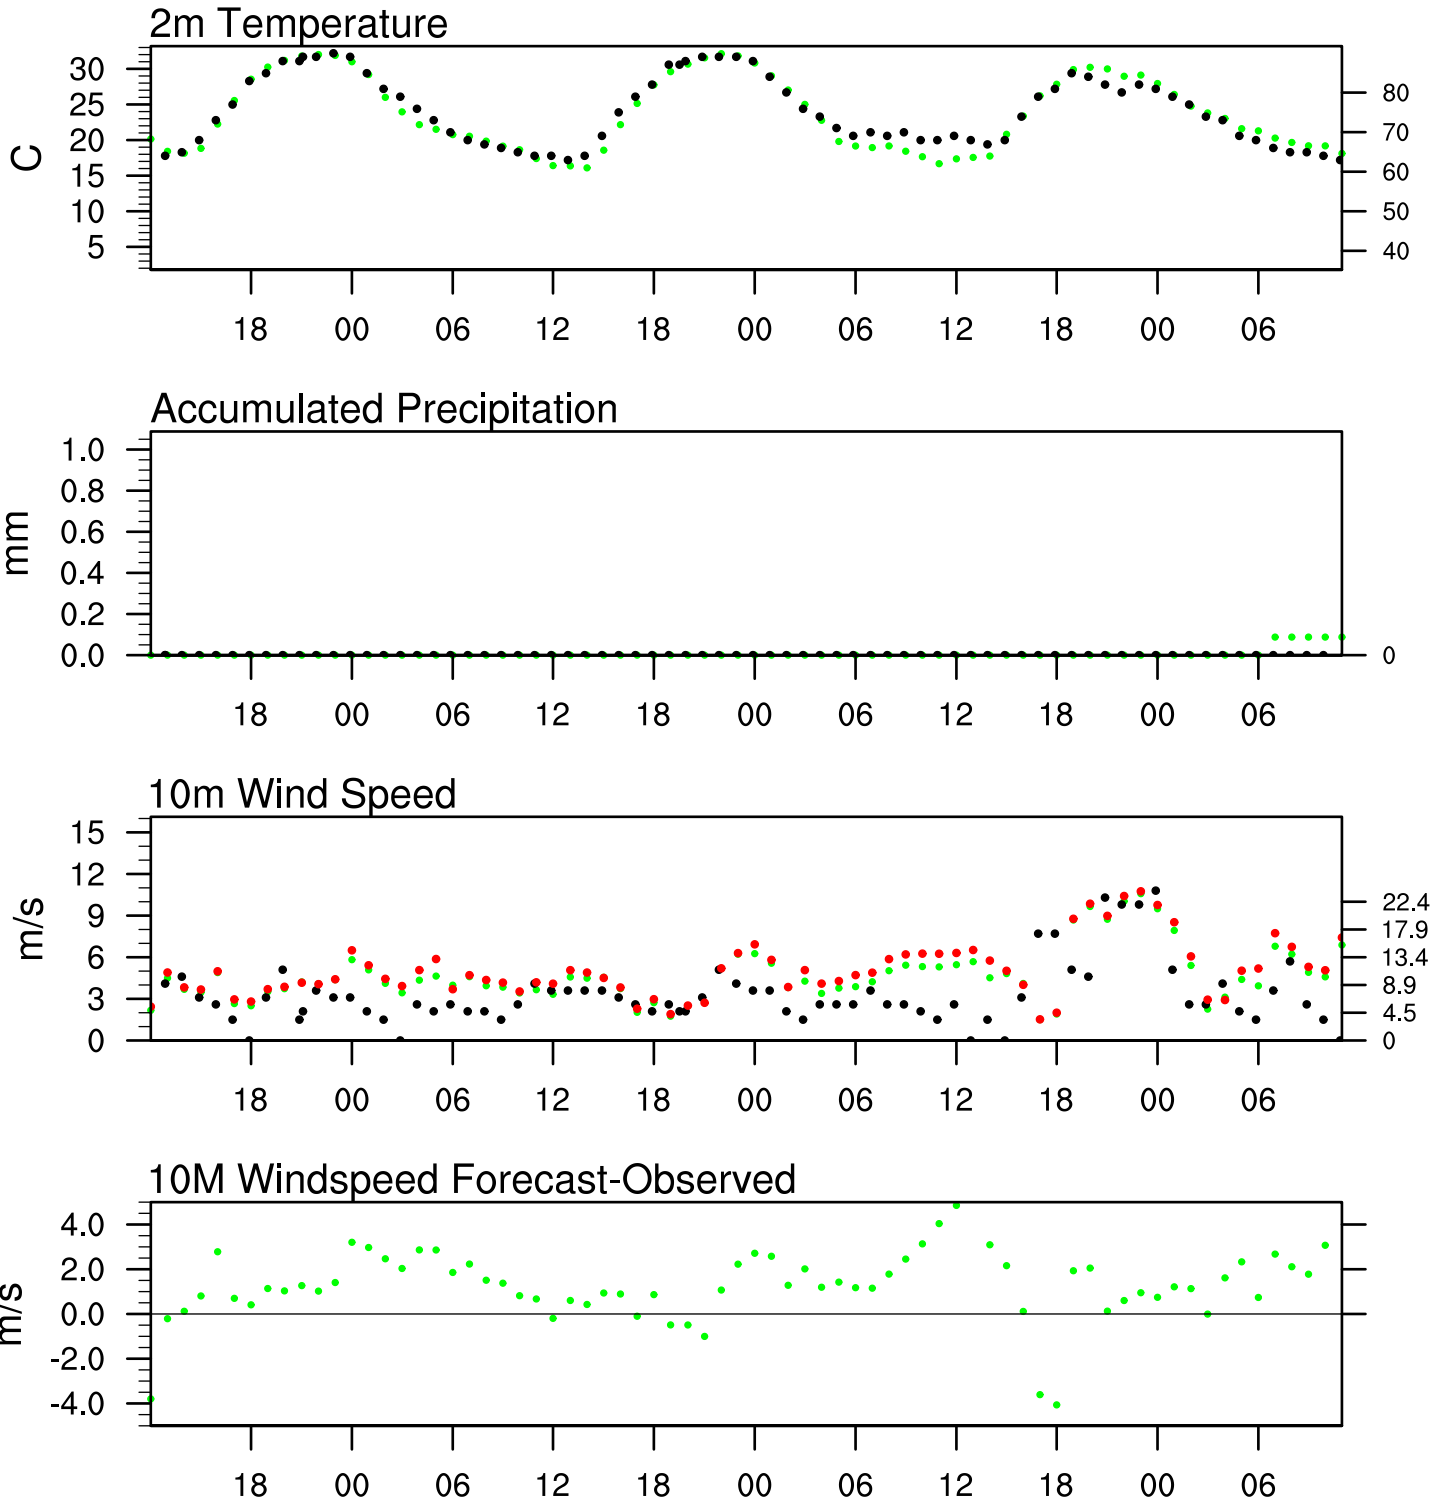 2m Temperature
C
30
25
20
15
10
5
80
70
60
50
40
18 00 06 12 18 00 06 12 18 00 06
Accumulated Precipitation
mm
1.0
0.8
0.6
0.4
0.2
0.0
0
18 00 06 12 18 00 06 12 18 00 06
10m Wind Speed
m/s
15
12
9
6
3
0
22.4
17.9
13.4
8.9
4.5
0
18 00 06 12 18 00 06 12 18 00 06
10M Windspeed Forecast-Observed
m/s
4.0
2.0
0.0
-2.0
-4.0
18 00 06 12 18 00 06 12 18 00 06